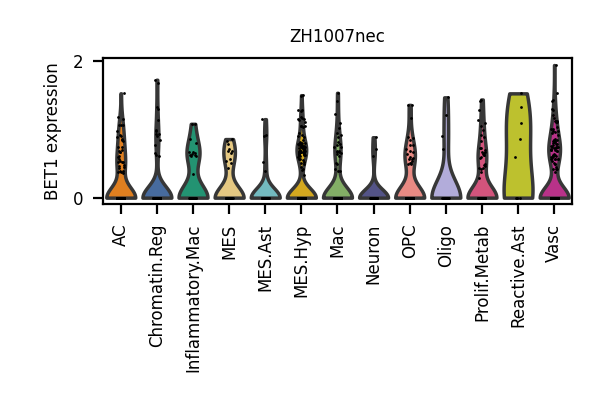 ZH1007nec
BET1 expression
2
0
AC
Chromatin.Reg
Inflammatory.Mac
MES
MES.Ast
MES.Hyp
Mac
Neuron
OPC
Oligo
Prolif.Metab
Reactive.Ast
Vasc